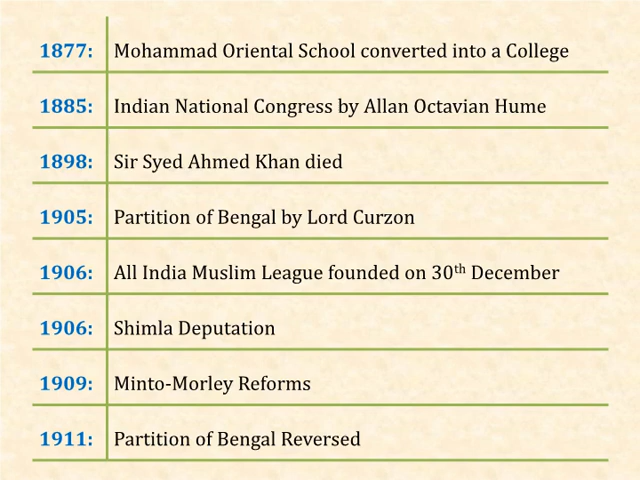 1877: Mohammad Oriental School converted into a College
1885: Indian National Congress by Allan Octavian Hume
1898: Sir Syed Ahmed Khan died
1905: Partition of Bengal by Lord Curzon
1906: All India Muslim League founded on 30th December
1906: Shimla Deputation
1909: Minto-Morley Reforms
1911: Partition of Bengal Reversed